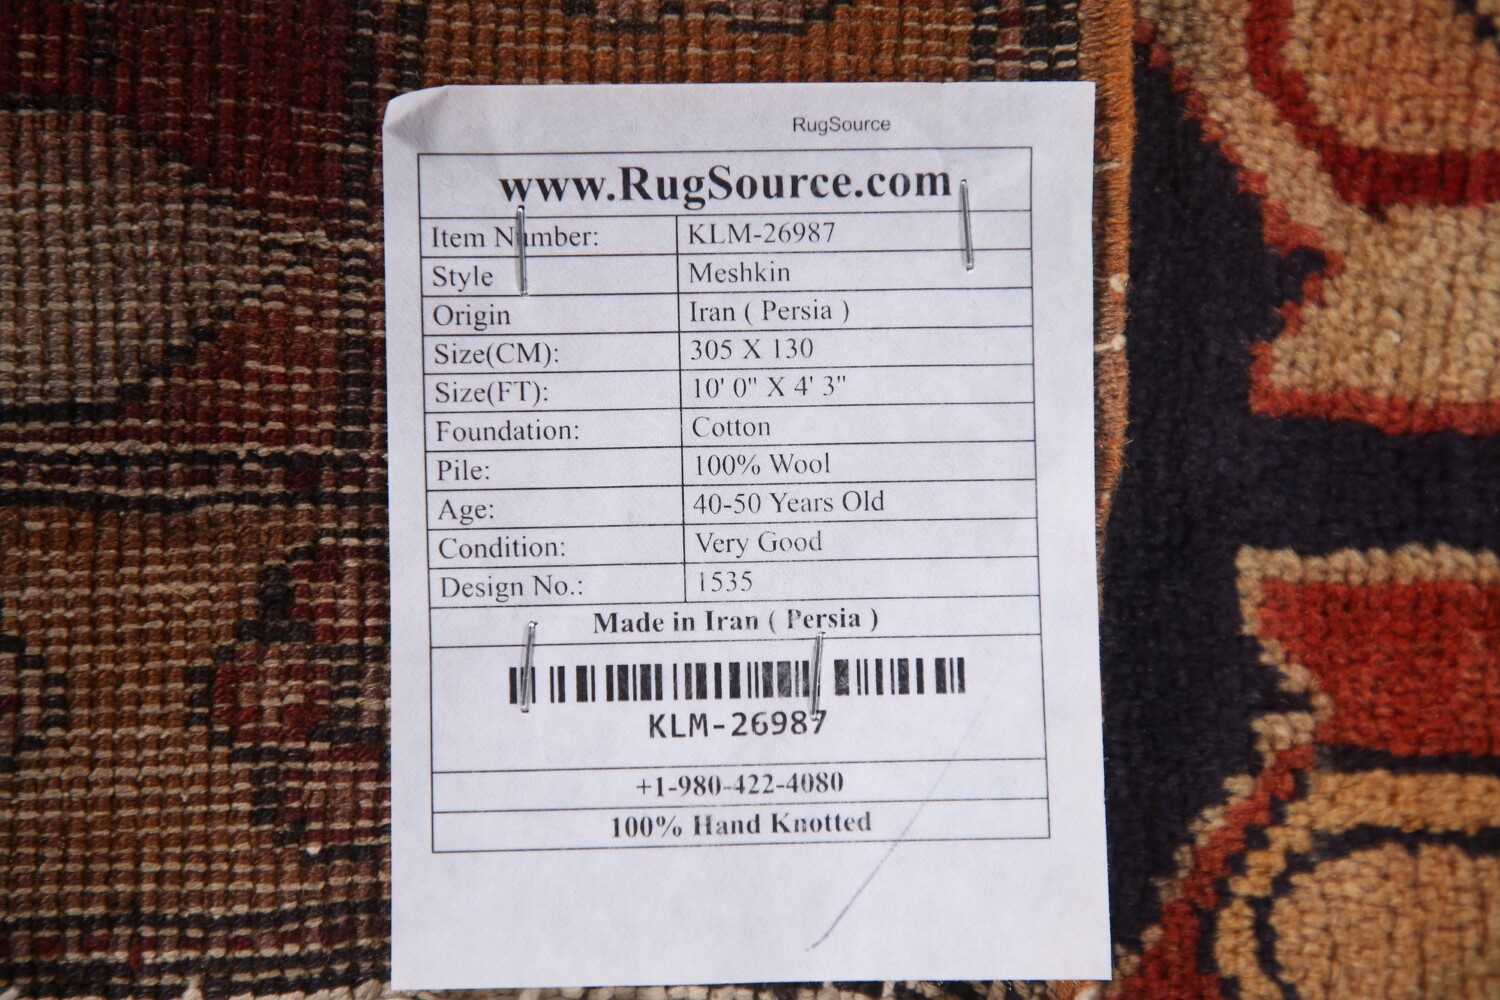 RugSource
www.RugSource.com
Item Number: KLM-26987
Style Meshkin
Origin Iran ( Persia )
Size(CM): 305 X 130
Size(FT): 10' 0" X 4' 3"
Foundation: Cotton
Pile: 100% Wool
Age: 40-50 Years Old
Condition: Very Good
Design No.: 1535
Made in Iran ( Persia )
KLM-26987
+1-980-422-4080
100% Hand Knotted